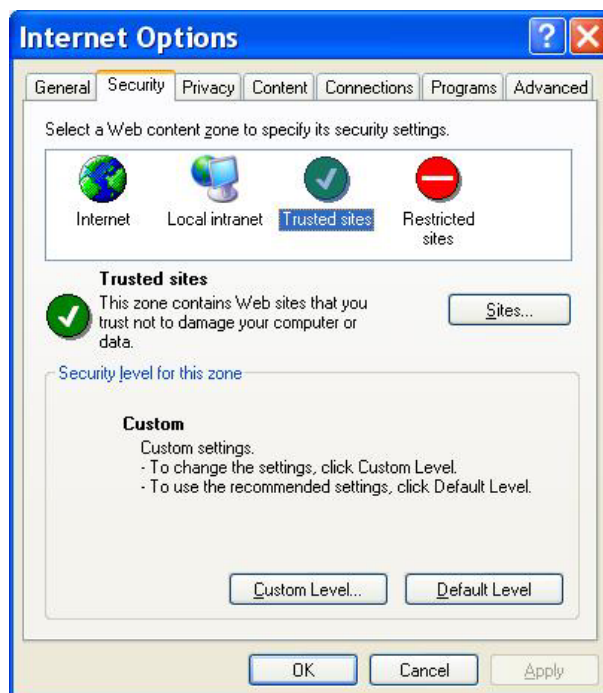 Internet Options
General Security Privacy Content Connections Programs Advanced
Select a Web content zone to specify its security settings.
Internet Local intranet Trusted sites Restricted
sites
Trusted sites
This zone contains Web sites that you
trust not to damage your computer or
data.
Sites...
Security level for this zone
Custom
Custom settings.
- To change the settings, click Custom Level.
- To use the recommended settings, click Default Level.
Custom Level... Default Level
OK Cancel Apply